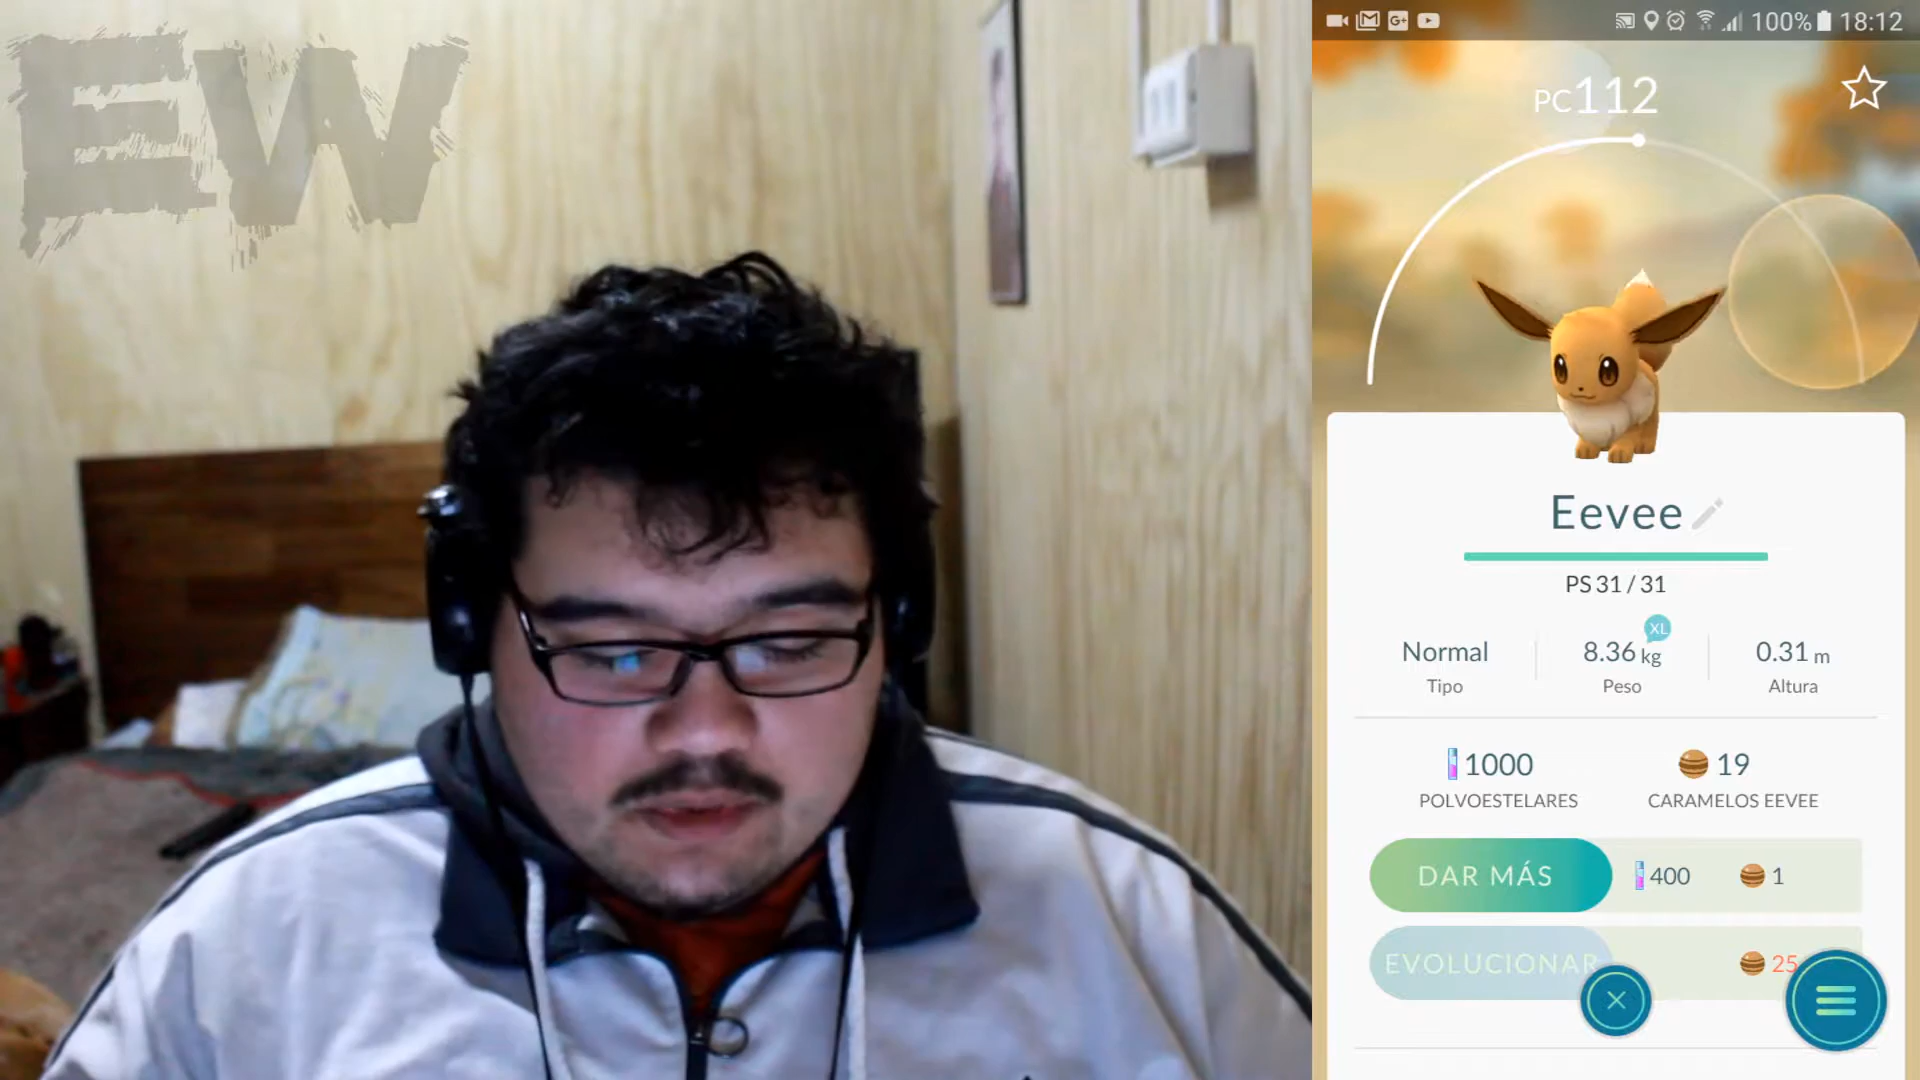 EW
100% 18:12
PC112
Eevee
PS 31 / 31
XL
Normal
8.36 kg
0.31 m
Tipo
Peso
Altura
1000
19
POLVOESTELARES
CARAMELOS EEVEE
DAR MÁS
400
1
EVOLUCIONAR
25